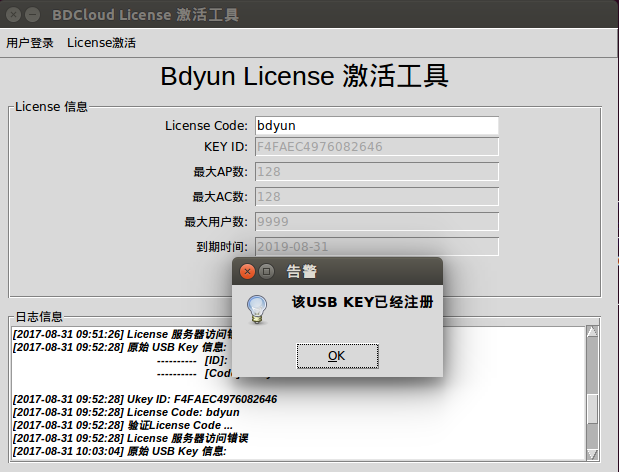 BDCloud License 激活工具
用户登录 License激活
Bdyun License 激活工具
License 信息
License Code: bdyun
KEY ID: F4FAEC4976082646
最大AP数: 128
最大AC数: 128
最大用户数: 9999
到期时间: 2019-08-31
告警
该USB KEY已经注册
OK
日志信息
[2017-08-31 09:51:26] License 服务器访问
[2017-08-31 09:52:28] 原始 USB Key 信息:
---------- [ID]:
---------- [Code]
[2017-08-31 09:52:28] Ukey ID: F4FAEC4976082646
[2017-08-31 09:52:28] License Code: bdyun
[2017-08-31 09:52:28] 验证License Code ...
[2017-08-31 09:52:28] License 服务器访问错误
[2017-08-31 10:03:04] 原始 USB Key 信息: